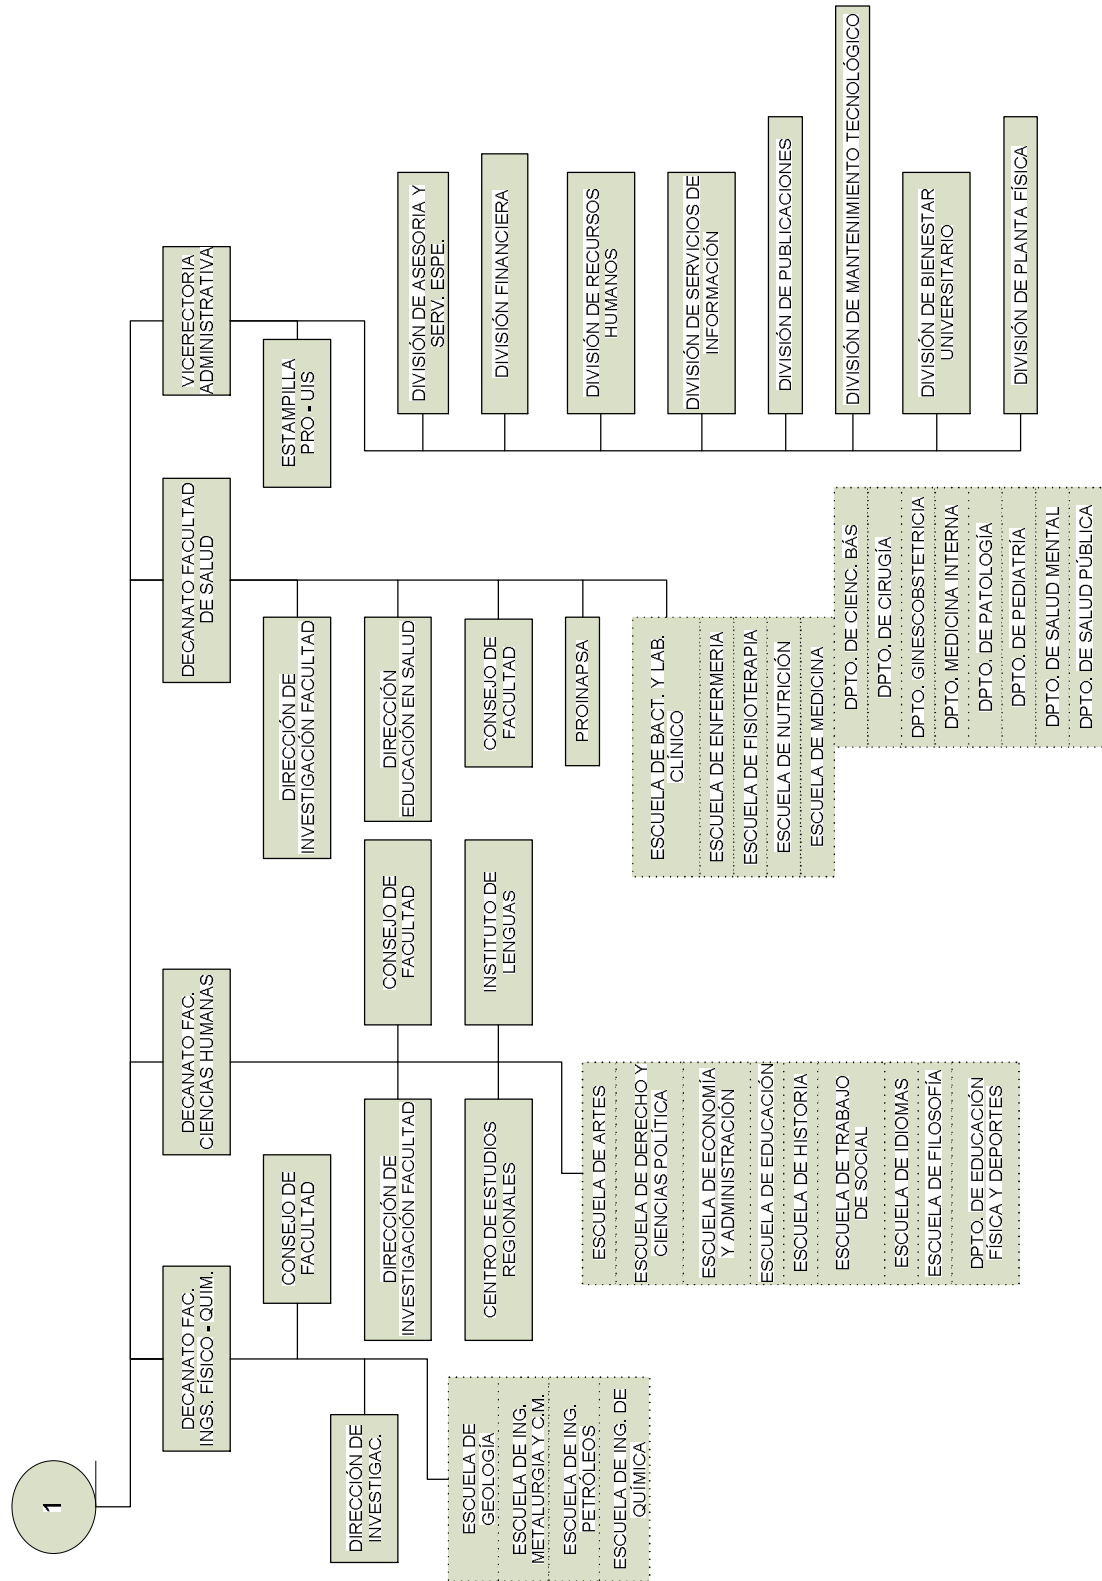 1
DECANATO FAC.
INGS. FÍSICO - QUIM.
CONSEJO DE
FACULTAD
DIRECCIÓN DE
INVESTIGAC.
ESCUELA DE
GEOLOGÍA
ESCUELA DE ING.
METALURGIA Y C.M.
ESCUELA DE ING.
PETRÓLEOS
ESCUELA DE ING. DE
QUÍMICA
DECANATO FAC.
CIENCIAS HUMANAS
DIRECCIÓN DE
INVESTIGACIÓN FACULTAD
CONSEJO DE
FACULTAD
CENTRO DE ESTUDIOS
REGIONALES
INSTITUTO DE
LENGUAS
ESCUELA DE ARTES
ESCUELA DE DERECHO Y
CIENCIAS POLÍTICA
ESCUELA DE ECONOMÍA
Y ADMINISTRACIÓN
ESCUELA DE EDUCACIÓN
ESCUELA DE HISTORIA
ESCUELA DE TRABAJO
DE SOCIAL
ESCUELA DE IDIOMAS
ESCUELA DE FILOSOFÍA
DPTO. DE EDUCACIÓN
FÍSICA Y DEPORTES
DECANATO FACULTAD
DE SALUD
DIRECCIÓN DE
INVESTIGACIÓN FACULTAD
DIRECCIÓN
EDUCACIÓN EN SALUD
CONSEJO DE
FACULTAD
PROINAPSA
ESCUELA DE BACT. Y LAB.
CLÍNICO
ESCUELA DE ENFERMERIA
ESCUELA DE FISIOTERAPIA
ESCUELA DE NUTRICIÓN
ESCUELA DE MEDICINA
DPTO. DE CIENC. BÁS
DPTO. DE CIRUGÍA
DPTO. GINESCOBSTETRICIA
DPTO. MEDICINA INTERNA
DPTO. DE PATOLOGÍA
DPTO. DE PEDIATRÍA
DPTO. DE SALUD MENTAL
DPTO. DE SALUD PÚBLICA
VICERECTORIA
ADMINISTRATIVA
ESTAMPILLA
PRO - UIS
DIVISIÓN DE ASESORIA Y
SERV. ESPE.
DIVISIÓN FINANCIERA
DIVISIÓN DE RECURSOS
HUMANOS
DIVISIÓN DE SERVICIOS DE
INFORMACIÓN
DIVISIÓN DE PUBLICACIONES
DIVISIÓN DE MANTENIMIENTO TECNOLÓGICO
DIVISIÓN DE BIENESTAR
UNIVERSITARIO
DIVISIÓN DE PLANTA FÍSICA